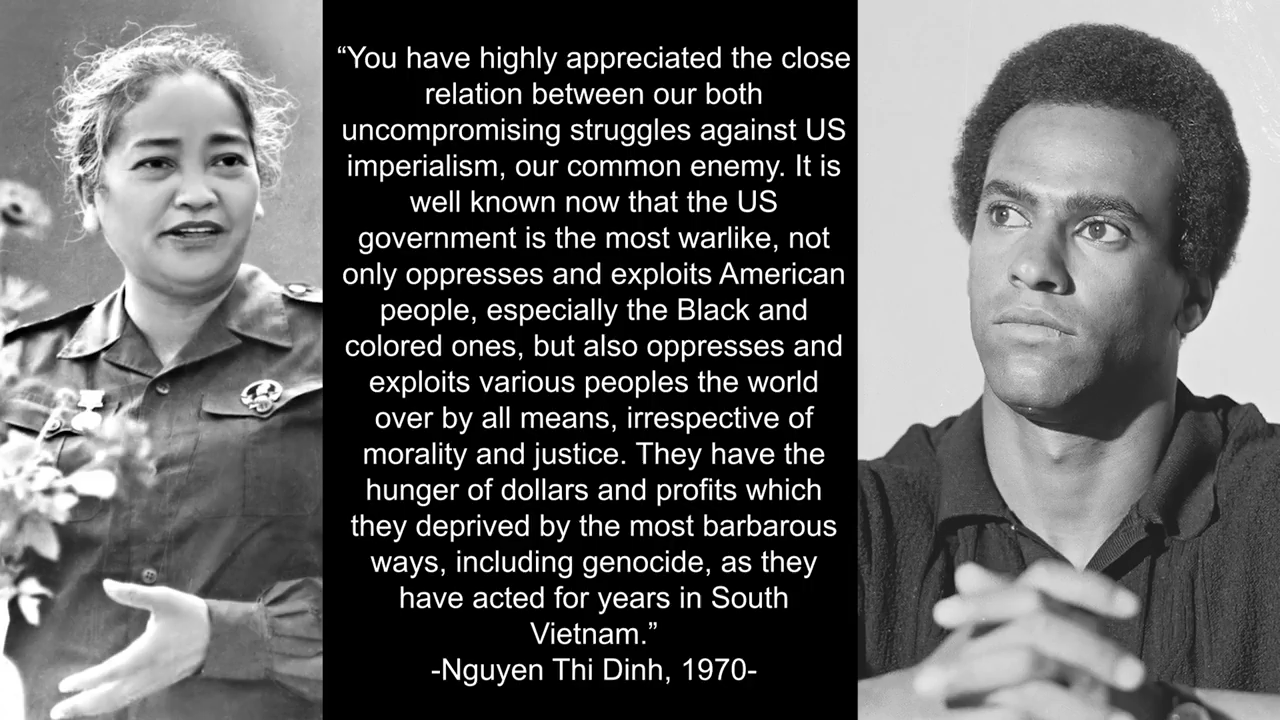 “You have highly appreciated the close
relation between our both
uncompromising struggles against US
imperialism, our common enemy. It is
well known now that the US
government is the most warlike, not
only oppresses and exploits American
people, especially the Black and
colored ones, but also oppresses and
exploits various peoples the world
over by all means, irrespective of
morality and justice. They have the
hunger of dollars and profits which
they deprived by the most barbarous
ways, including genocide, as they
have acted for years in South
Vietnam.”
-Nguyen Thi Dinh, 1970-